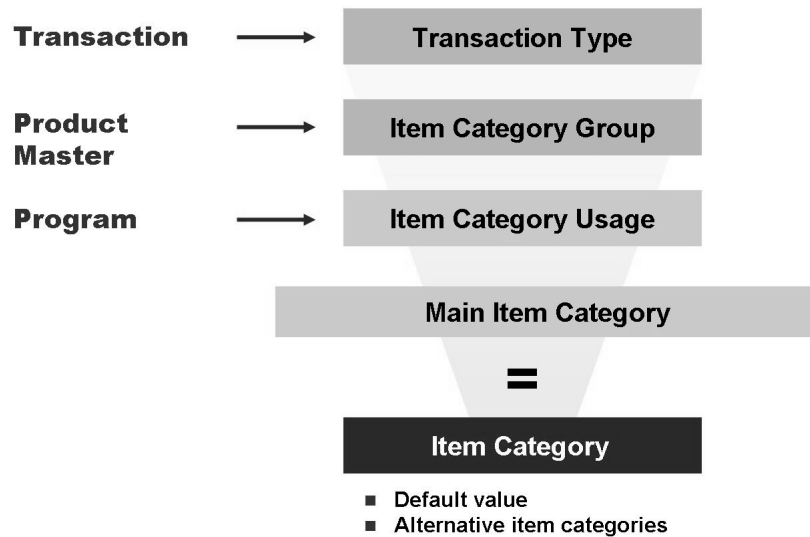 Transaction
Transaction Type
Product
Master
Item Category Group
Program
Item Category Usage
Main Item Category
=
Item Category
■ Default value
■ Alternative item categories